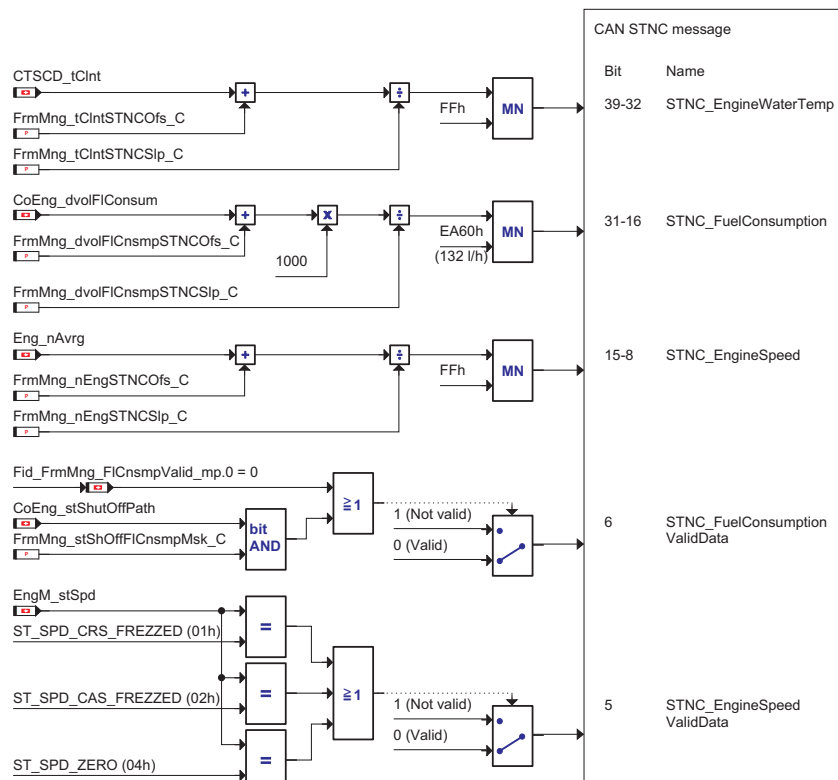 CAN STNC message
Bit Name
CTSCD_tClnt
39-32 STNC_EngineWaterTemp
+
÷
FFh
MN
FrmMng_tClntSTNCOfs_C
P
FrmMng_tClntSTNCSlp_C
P
CoEng_dvolFlConsum
31-16 STNC_FuelConsumption
+
x
÷
EA60h
(132 l/h)
MN
FrmMng_dvolFlCnsmpSTNCOfs_C
P
1000
FrmMng_dvolFlCnsmpSTNCSlp_C
P
Eng_nAvrg
15-8 STNC_EngineSpeed
+
÷
FFh
MN
FrmMng_nEngSTNCOfs_C
P
FrmMng_nEngSTNCSlp_C
P
Fid_FrmMng_FlCnsmpValid_mp.0 = 0
≧1
CoEng_stShutOffPath
1 (Not valid)
6 STNC_FuelConsumption
ValidData
bit
AND
FrmMng_stShOffFlCnsmpMsk_C
P
0 (Valid)
EngM_stSpd
=
ST_SPD_CRS_FREZZED (01h)
=
≧1
ST_SPD_CAS_FREZZED (02h)
1 (Not valid)
5 STNC_EngineSpeed
ValidData
0 (Valid)
=
ST_SPD_ZERO (04h)